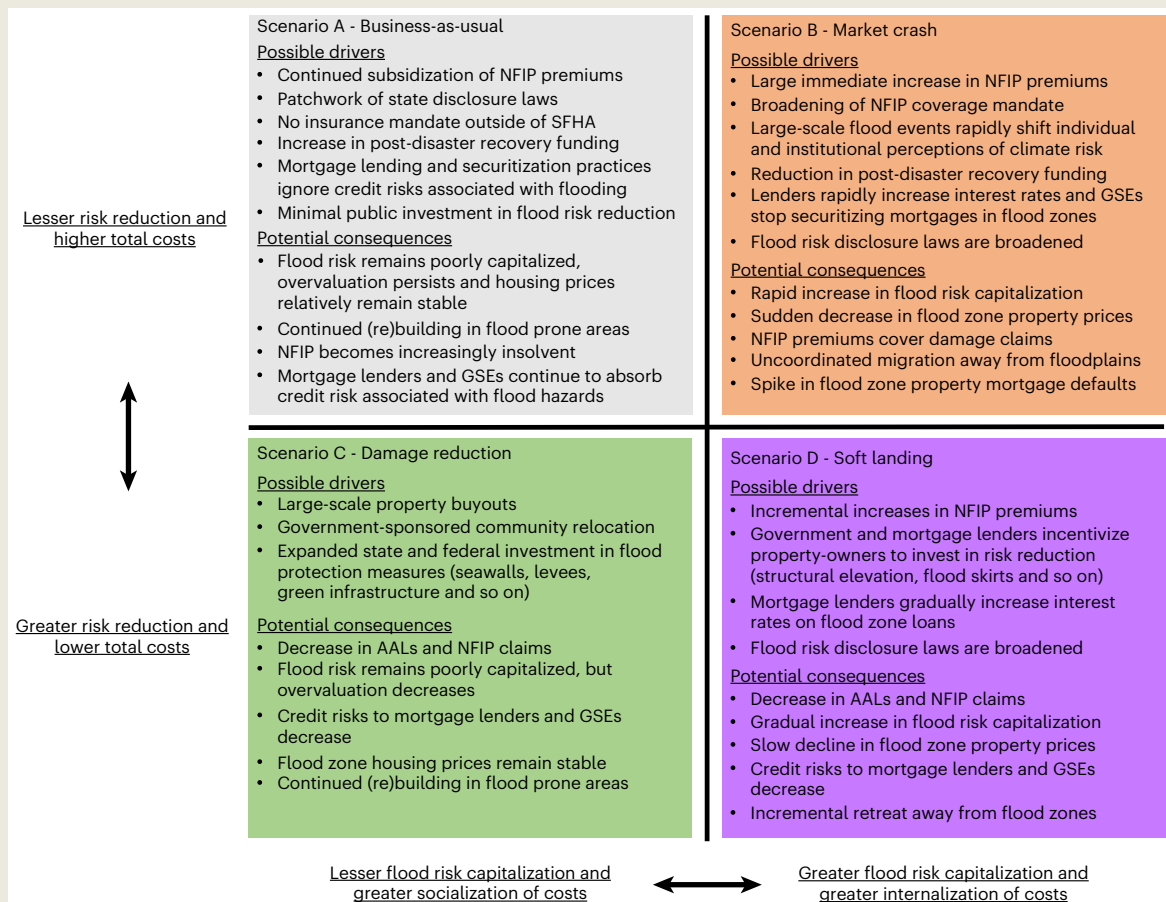 Scenario A - Business-as-usual
Possible drivers
• Continued subsidization of NFIP premiums
• Patchwork of state disclosure laws
• No insurance mandate outside of SFHA
• Increase in post-disaster recovery funding
• Mortgage lending and securitization practices
ignore credit risks associated with flooding
• Minimal public investment in flood risk reduction
Potential consequences
• Flood risk remains poorly capitalized,
overvaluation persists and housing prices
relatively remain stable
• Continued (re)building in flood prone areas
• NFIP becomes increasingly insolvent
• Mortgage lenders and GSEs continue to absorb
credit risk associated with flood hazards
Scenario B - Market crash
Possible drivers
• Large immediate increase in NFIP premiums
• Broadening of NFIP coverage mandate
• Large-scale flood events rapidly shift individual
and institutional perceptions of climate risk
• Reduction in post-disaster recovery funding
• Lenders rapidly increase interest rates and GSEs
stop securitizing mortgages in flood zones
• Flood risk disclosure laws are broadened
Potential consequences
• Rapid increase in flood risk capitalization
• Sudden decrease in flood zone property prices
• NFIP premiums cover damage claims
• Uncoordinated migration away from floodplains
• Spike in flood zone property mortgage defaults
Lesser risk reduction and
higher total costs
Scenario C - Damage reduction
Possible drivers
• Large-scale property buyouts
• Government-sponsored community relocation
• Expanded state and federal investment in flood
protection measures (seawalls, levees,
green infrastructure and so on)
Potential consequences
• Decrease in AALs and NFIP claims
• Flood risk remains poorly capitalized, but
overvaluation decreases
• Credit risks to mortgage lenders and GSEs
decrease
• Flood zone housing prices remain stable
• Continued (re)building in flood prone areas
Scenario D - Soft landing
Possible drivers
• Incremental increases in NFIP premiums
• Government and mortgage lenders incentivize
property-owners to invest in risk reduction
(structural elevation, flood skirts and so on)
• Mortgage lenders gradually increase interest
rates on flood zone loans
• Flood risk disclosure laws are broadened
Potential consequences
• Decrease in AALs and NFIP claims
• Gradual increase in flood risk capitalization
• Slow decline in flood zone property prices
• Credit risks to mortgage lenders and GSEs
decrease
• Incremental retreat away from flood zones
Greater risk reduction and
lower total costs
Lesser flood risk capitalization and
greater socialization of costs
Greater flood risk capitalization and
greater internalization of costs